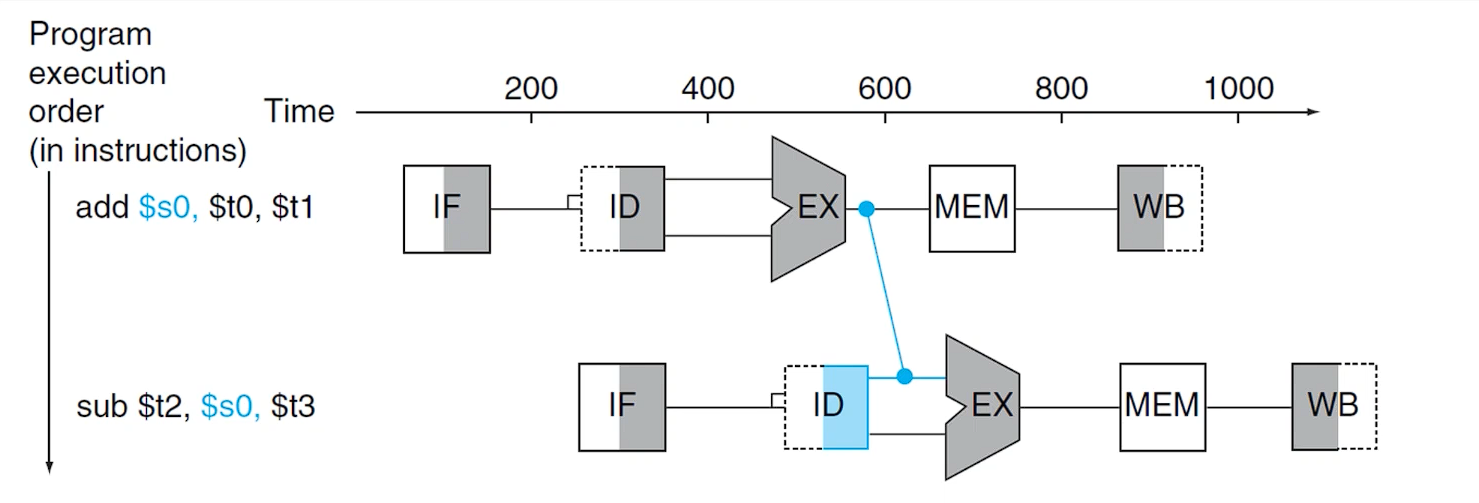 Program
execution
order
(in instructions)
Time
200 400 600 800 1000
add $s0, $t0, $t1
IF ID EX MEM WB
sub $t2, $s0, $t3
IF ID EX MEM WB